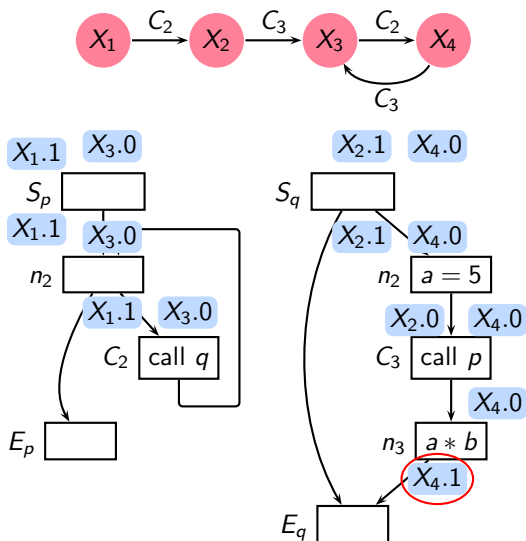 C₂ C₃ C₂
X₁ X₂ X₃ X₄
C₃
X₁.1 X₃.0 X₂.1 X₄.0
Sₚ S_q
X₁.1 X₃.0 X₂.1 X₄.0
n₂ n₂ a = 5
X₁.1 X₃.0 X₂.0 X₄.0
C₂ call q C₃ call p
X₄.0
Eₚ n₃ a ∗ b
X₄.1
E_q